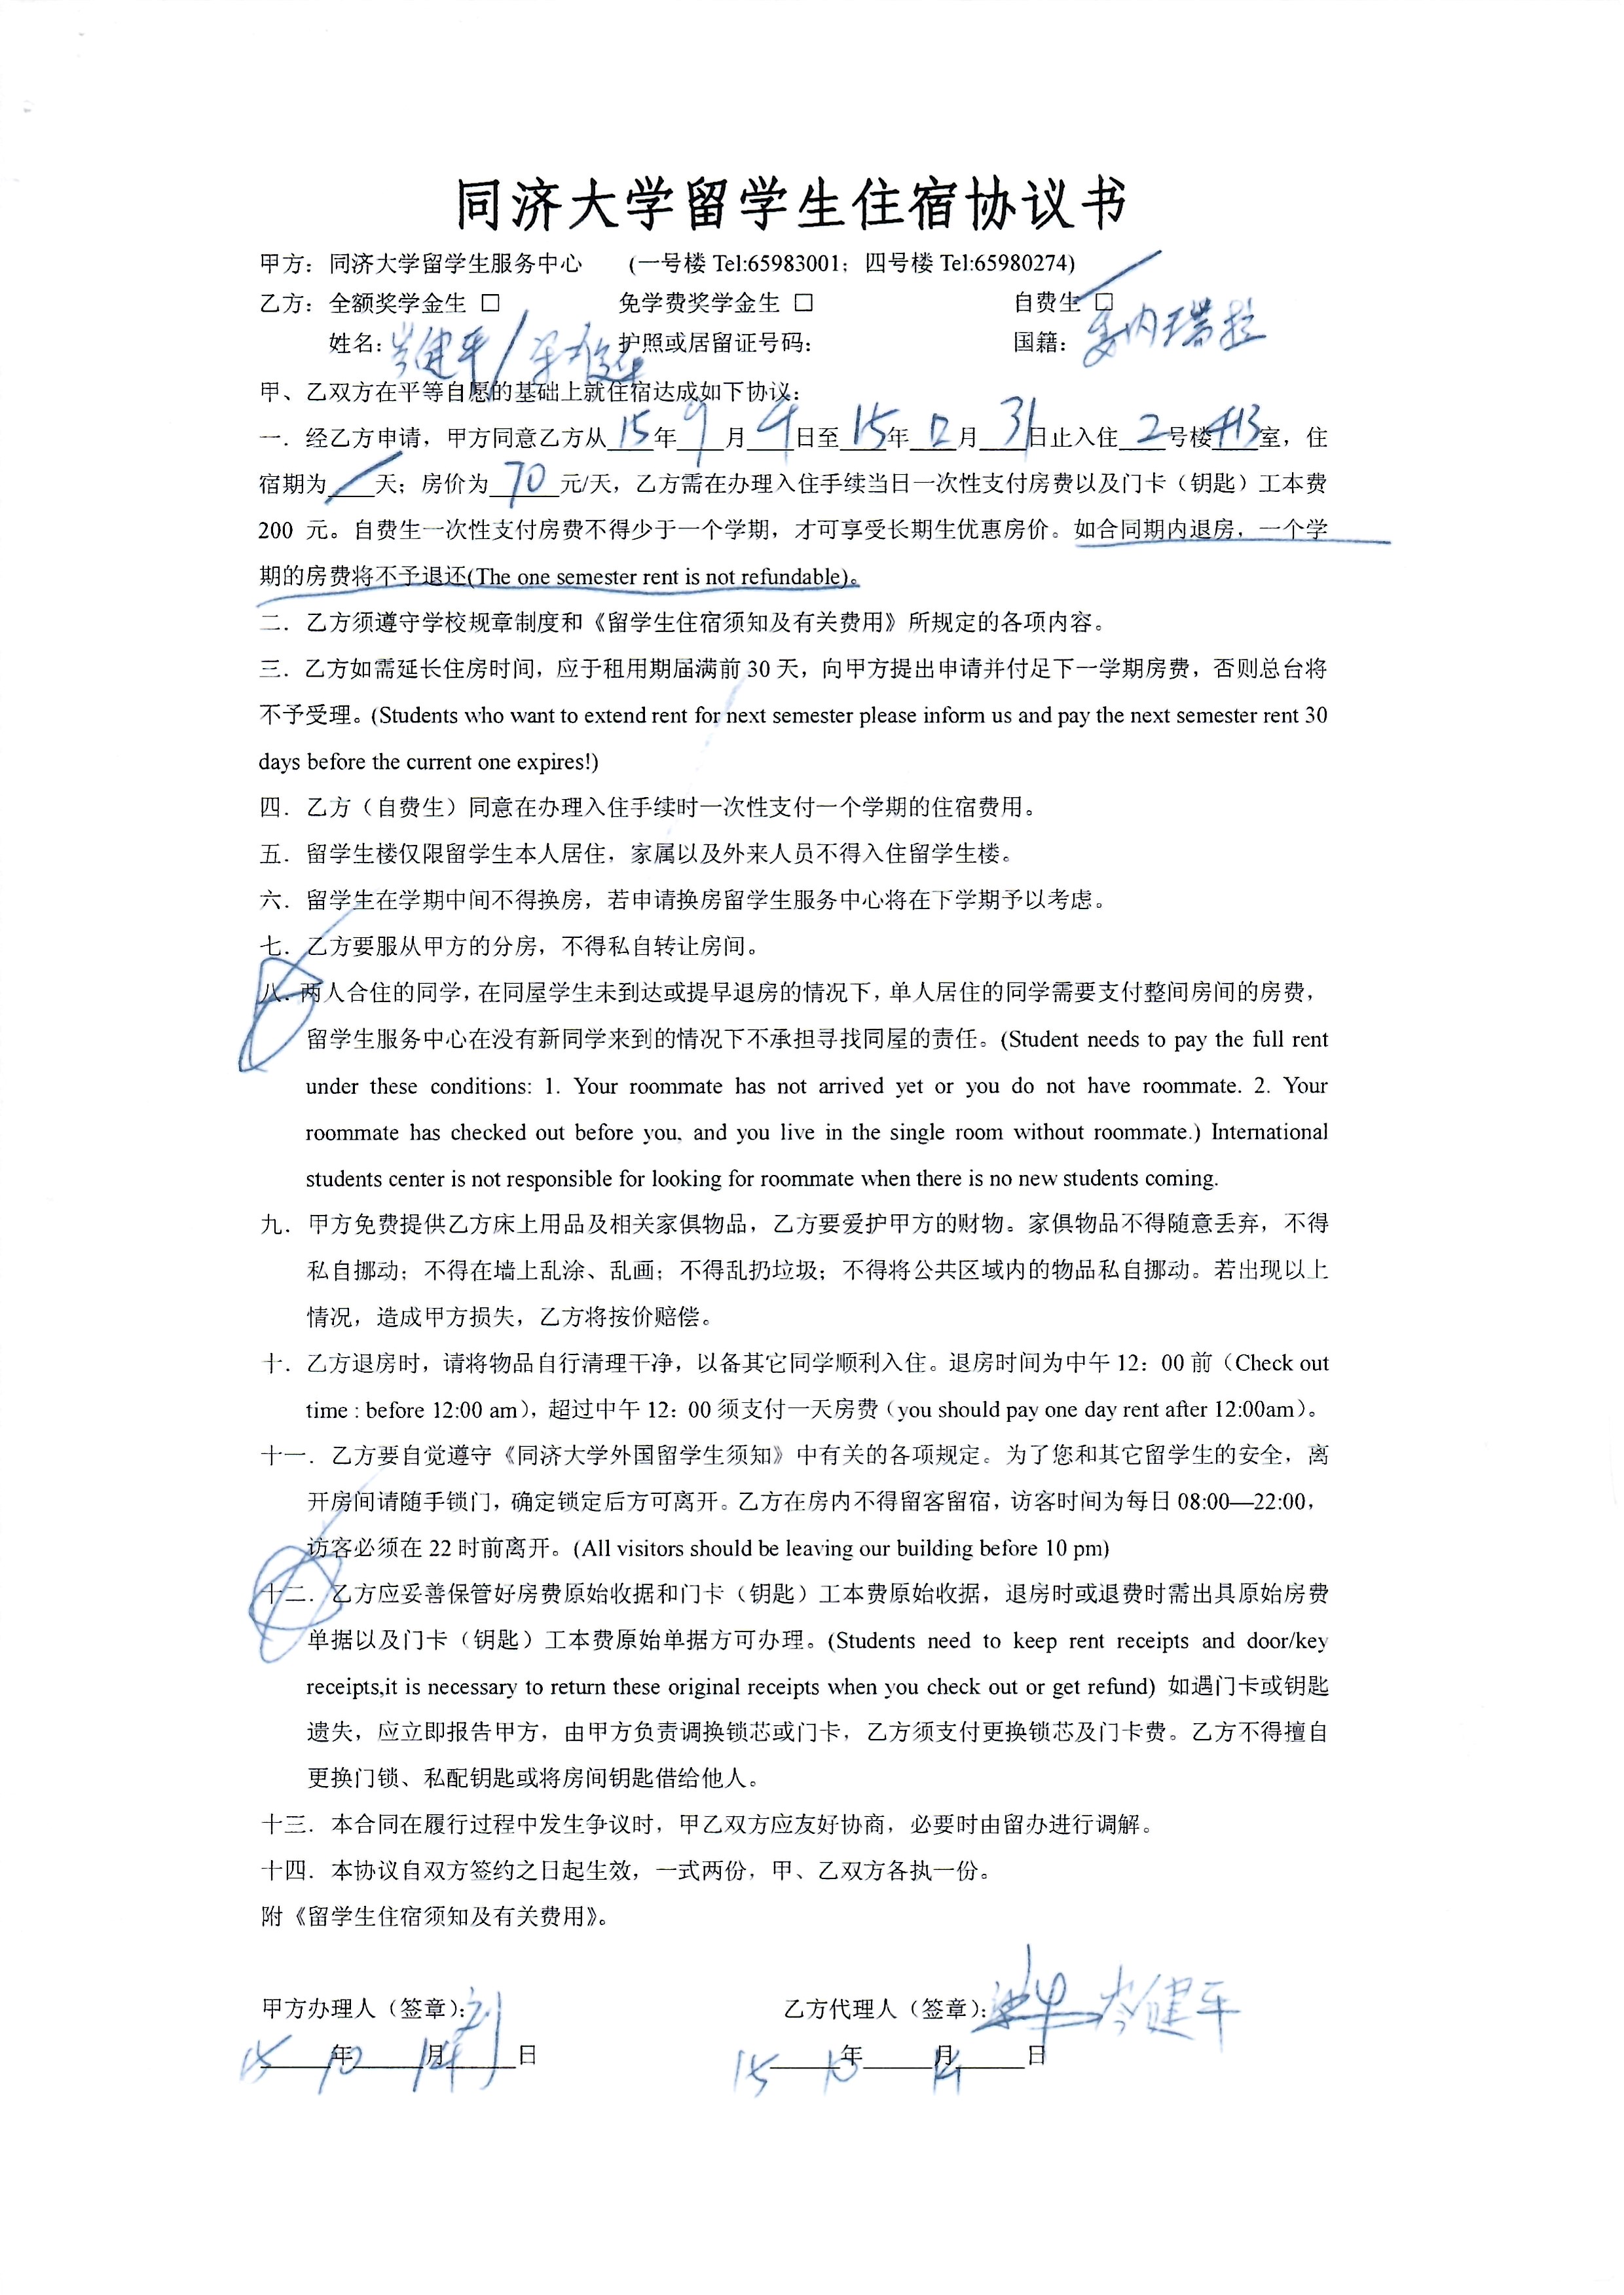 同济大学留学生住宿协议书
甲方：同济大学留学生服务中心 (一号楼 Tel:65983001；四号楼 Tel:65980274)
乙方：全额奖学金生 □ 免学费奖学金生 □ 自费生 □
姓名： 健平/ 护照或居留证号码： 国籍：委内瑞拉
甲、乙双方在平等自愿的基础上就住宿达成如下协议：
一．经乙方申请，甲方同意乙方从15年9月4日至15年12月31日止入住2号楼413室，住
宿期为 天；房价为70元/天，乙方需在办理入住手续当日一次性支付房费以及门卡（钥匙）工本费
200 元。自费生一次性支付房费不得少于一个学期，才可享受长期生优惠房价。如合同期内退房，一个学
期的房费将不予退还(The one semester rent is not refundable)。
二．乙方须遵守学校规章制度和《留学生住宿须知及有关费用》所规定的各项内容。
三．乙方如需延长住房时间，应于租用期届满前 30 天，向甲方提出申请并付足下一学期房费，否则总台将
不予受理。(Students who want to extend rent for next semester please inform us and pay the next semester rent 30
days before the current one expires!)
四．乙方（自费生）同意在办理入住手续时一次性支付一个学期的住宿费用。
五．留学生楼仅限留学生本人居住，家属以及外来人员不得入住留学生楼。
六．留学生在学期中间不得换房，若申请换房留学生服务中心将在下学期予以考虑。
七．乙方要服从甲方的分房，不得私自转让房间。
八．两人合住的同学，在同屋学生未到达或提早退房的情况下，单人居住的同学需要支付整间房间的房费，
留学生服务中心在没有新同学来到的情况下不承担寻找同屋的责任。(Student needs to pay the full rent
under these conditions: 1. Your roommate has not arrived yet or you do not have roommate. 2. Your
roommate has checked out before you, and you live in the single room without roommate.) International
students center is not responsible for looking for roommate when there is no new students coming.
九．甲方免费提供乙方床上用品及相关家俱物品，乙方要爱护甲方的财物。家俱物品不得随意丢弃，不得
私自挪动；不得在墙上乱涂、乱画；不得乱扔垃圾；不得将公共区域内的物品私自挪动。若出现以上
情况，造成甲方损失，乙方将按价赔偿。
十．乙方退房时，请将物品自行清理干净，以备其它同学顺利入住。退房时间为中午 12：00 前（Check out
time : before 12:00 am），超过中午 12：00 须支付一天房费（you should pay one day rent after 12:00am）。
十一．乙方要自觉遵守《同济大学外国留学生须知》中有关的各项规定。为了您和其它留学生的安全，离
开房间请随手锁门，确定锁定后方可离开。乙方在房内不得留客留宿，访客时间为每日 08:00—22:00，
访客必须在 22 时前离开。(All visitors should be leaving our building before 10 pm)
十二．乙方应妥善保管好房费原始收据和门卡（钥匙）工本费原始收据，退房时或退费时需出具原始房费
单据以及门卡（钥匙）工本费原始单据方可办理。(Students need to keep rent receipts and door/key
receipts,it is necessary to return these original receipts when you check out or get refund) 如遇门卡或钥匙
遗失，应立即报告甲方，由甲方负责调换锁芯或门卡，乙方须支付更换锁芯及门卡费。乙方不得擅自
更换门锁、私配钥匙或将房间钥匙借给他人。
十三．本合同在履行过程中发生争议时，甲乙双方应友好协商，必要时由留办进行调解。
十四．本协议自双方签约之日起生效，一式两份，甲、乙双方各执一份。
附《留学生住宿须知及有关费用》。
甲方办理人（签章）：刘 乙方代理人（签章）： 健平
15年10月14日 15年10月14日